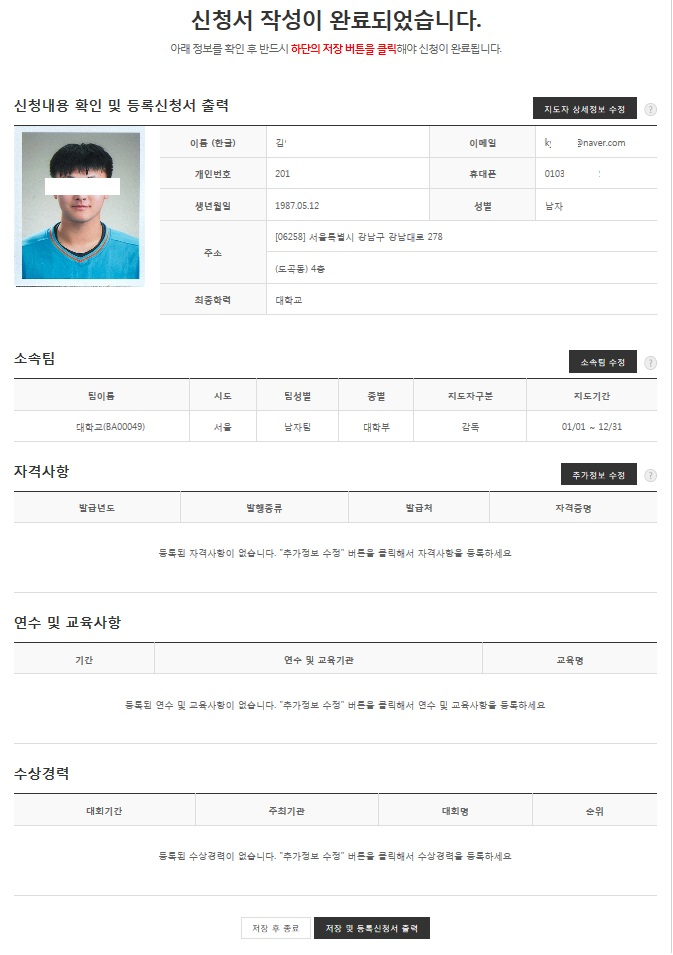 신청서 작성이 완료되었습니다.
아래 정보를 확인 후 반드시 하단의 저장 버튼을 클릭해야 신청이 완료됩니다.
신청내용 확인 및 등록신청서 출력
지도자 상세정보 수정 ?
이름 (한글) 김 이메일 ky @naver.com
개인번호 201 휴대폰 0103
생년월일 1987.05.12 성별 남자
주소 [06258] 서울특별시 강남구 강남대로 278
(도곡동) 4층
최종학력 대학교
소속팀
소속팀 수정 ?
팀이름 시도 팀성별 종별 지도자구분 지도기간
대학교(BA00049) 서울 남자팀 대학부 감독 01/01 ~ 12/31
자격사항
추가정보 수정 ?
발급년도 발행종류 발급처 자격증명
등록된 자격사항이 없습니다. "추가정보 수정" 버튼을 클릭해서 자격사항을 등록하세요
연수 및 교육사항
기간 연수 및 교육기관 교육명
등록된 연수 및 교육사항이 없습니다. "추가정보 수정" 버튼을 클릭해서 연수 및 교육사항을 등록하세요
수상경력
대회기간 주최기관 대회명 순위
등록된 수상경력이 없습니다. "추가정보 수정" 버튼을 클릭해서 수상경력을 등록하세요
저장 후 종료 저장 및 등록신청서 출력